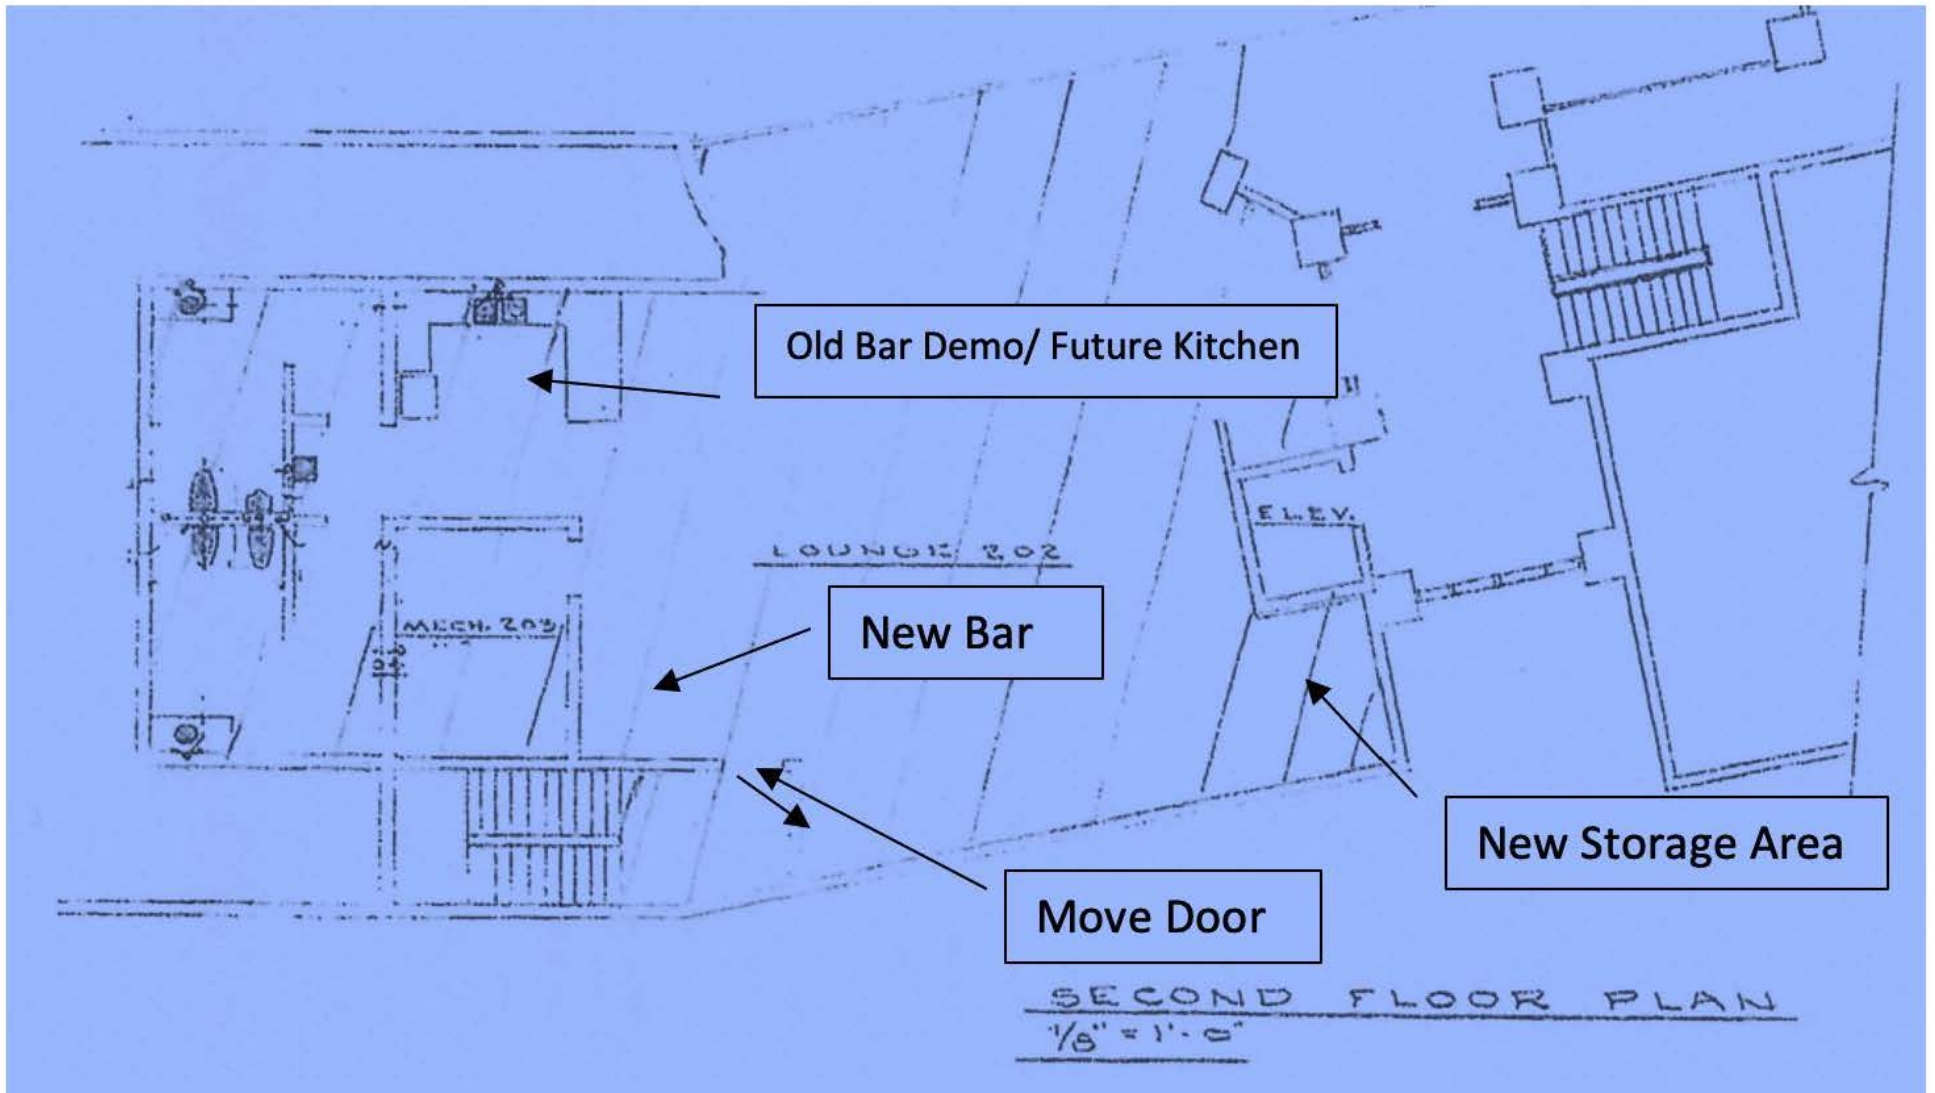 Old Bar Demo/ Future Kitchen
ELEV.
LOUNGE 202
New Bar
MECH. 203
New Storage Area
Move Door
SECOND FLOOR PLAN
1/8" = 1'-0"